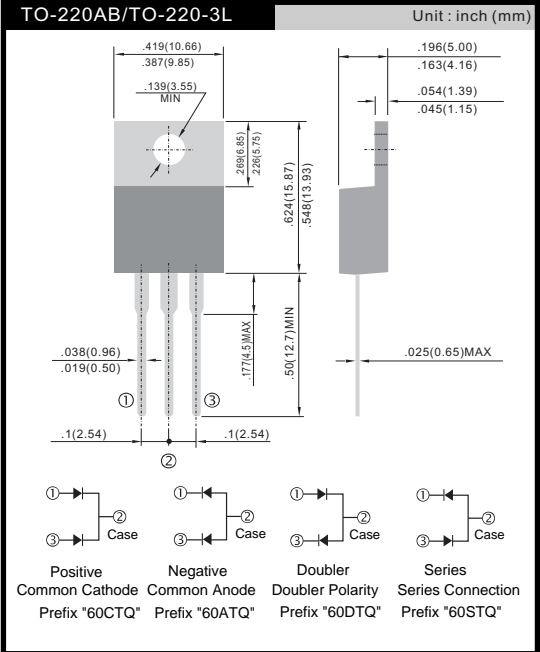 TO-220AB/TO-220-3L
Unit : inch (mm)
.419(10.66)
.387(9.85)
.139(3.55)
MIN
.269(6.85)
.226(5.75)
.624(15.87)
.548(13.93)
.196(5.00)
.163(4.16)
.054(1.39)
.045(1.15)
.177(4.5)MAX
.50(12.7)MIN
.038(0.96)
.019(0.50)
.025(0.65)MAX
① ③
.1(2.54) .1(2.54)
②
① ② ③ Case
① ② ③ Case
① ② ③ Case
① ② ③ Case
Positive
Common Cathode
Prefix "60CTQ"
Negative
Common Anode
Prefix "60ATQ"
Doubler
Doubler Polarity
Prefix "60DTQ"
Series
Series Connection
Prefix "60STQ"